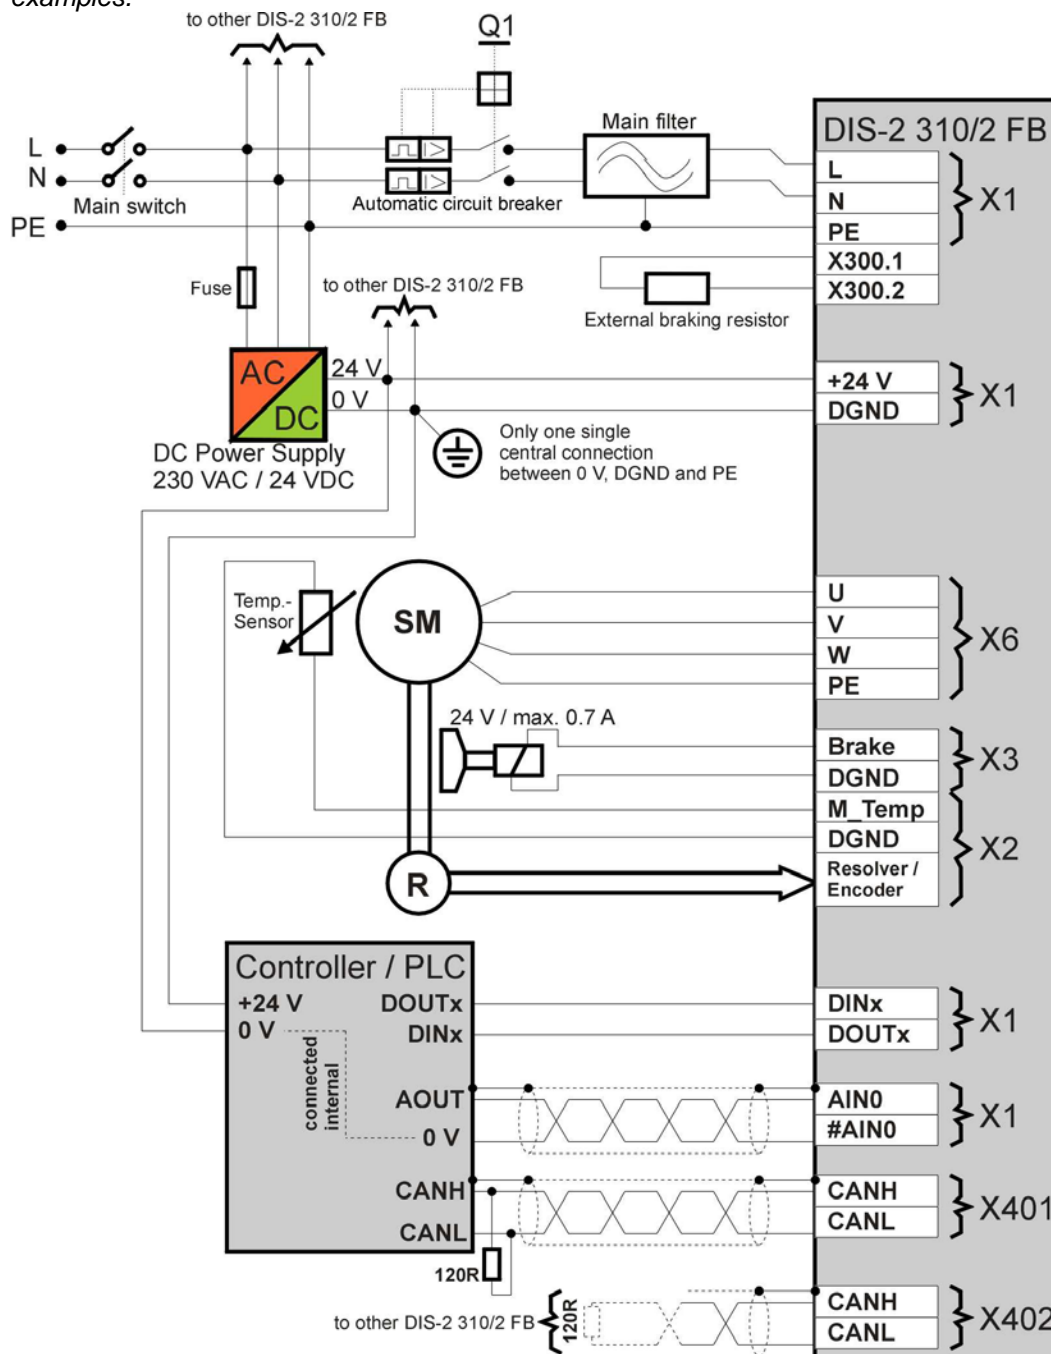 examples.
to other DIS-2 310/2 FB
Q1
L
N
PE
Main switch
Automatic circuit breaker
Main filter
DIS-2 310/2 FB
L
N
PE
X1
X300.1
X300.2
External braking resistor
Fuse
to other DIS-2 310/2 FB
AC
DC
24 V
0 V
DC Power Supply
230 VAC / 24 VDC
Only one single
central connection
between 0 V, DGND and PE
+24 V
DGND
X1
Temp.-
Sensor
SM
U
V
W
PE
X6
24 V / max. 0.7 A
Brake
DGND
X3
M_Temp
DGND
Resolver /
Encoder
X2
R
Controller / PLC
+24 V
0 V
connected
internal
DOUTx
DINx
AOUT
0 V
CANH
CANL
120R
DINx
DOUTx
X1
AIN0
#AIN0
X1
CANH
CANL
X401
to other DIS-2 310/2 FB
120R
CANH
CANL
X402